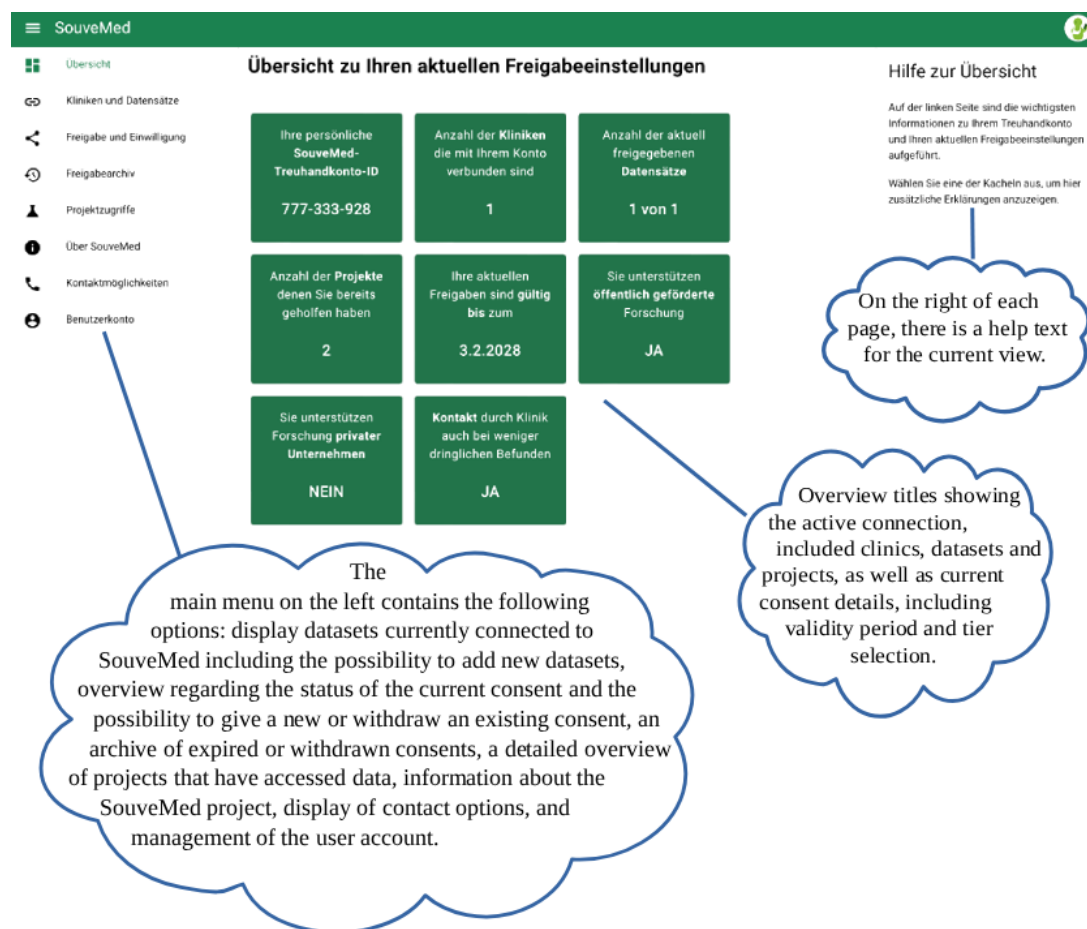 SouveMed
Übersicht
Kliniken und Datensätze
Freigabe und Einwilligung
Freigabearchiv
Projektzugriffe
Über SouveMed
Kontaktmöglichkeiten
Benutzerkonto
Übersicht zu Ihren aktuellen Freigabeeinstellungen
Ihre persönliche
SouveMed-
Treuhandkonto-ID
777-333-928
Anzahl der Kliniken
die mit Ihrem Konto
verbunden sind
1
Anzahl der aktuell
freigegebenen
Datensätze
1 von 1
Anzahl der Projekte
denen Sie bereits
geholfen haben
2
Ihre aktuellen
Freigaben sind gültig
bis zum
3.2.2028
Sie unterstützen
öffentlich geförderte
Forschung
JA
Sie unterstützen
Forschung privater
Unternehmen
NEIN
Kontakt durch Klinik
auch bei weniger
dringlichen Befunden
JA
Hilfe zur Übersicht
Auf der linken Seite sind die wichtigsten
Informationen zu Ihrem Treuhandkonto
und Ihren aktuellen Freigabeeinstellungen
aufgeführt.
Wählen Sie eine der Kacheln aus, um hier
zusätzliche Erklärungen anzuzeigen.
On the right of each
page, there is a help text
for the current view.
Overview titles showing
the active connection,
included clinics, datasets and
projects, as well as current
consent details, including
validity period and tier
selection.
The
main menu on the left contains the following
options: display datasets currently connected to
SouveMed including the possibility to add new datasets,
overview regarding the status of the current consent and the
possibility to give a new or withdraw an existing consent, an
archive of expired or withdrawn consents, a detailed overview
of projects that have accessed data, information about the
SouveMed project, display of contact options, and
management of the user account.